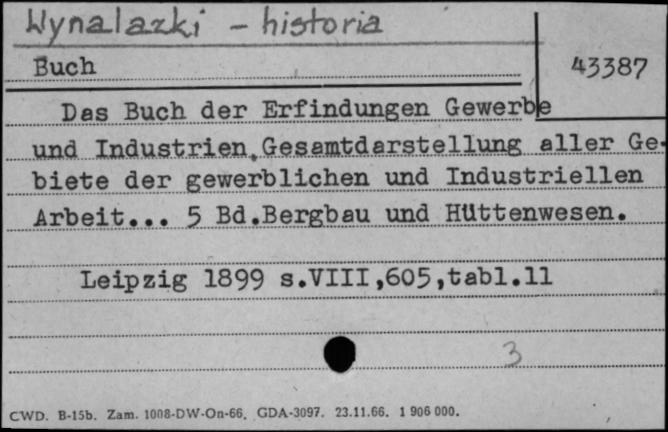 Wynalazki - historia
Buch
43387
Das Buch der Erfindungen Gewerbe
und Industrien.Gesamtdarstellung aller Ge-
biete der gewerblichen und Industriellen
Arbeit... 5 Bd.Bergbau und Hüttenwesen.
Leipzig 1899 s.VIII,605,tabl.11
3
CWD. B-15b. Zam. 1008-DW-On-66. GDA-3097. 23.11.66. 1 906 000.